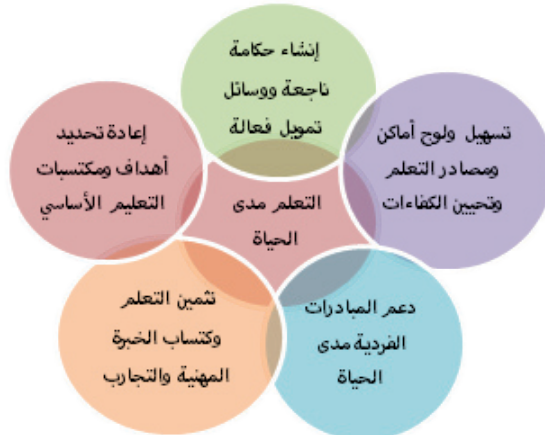 إنشاء حكامة
ناجعة ووسائل
تمويل فعالة
تسهيل ولوج أماكن
ومصادر التعلم
وتحيين الكفاءات
إعادة تحديد
أهداف ومكتسبات
التعليم الأساسي
التعلم مدى
الحياة
دعم المبادرات
الفردية مدى
الحياة
تثمين التعلم
وكتساب الخبرة
المهنية والتجارب